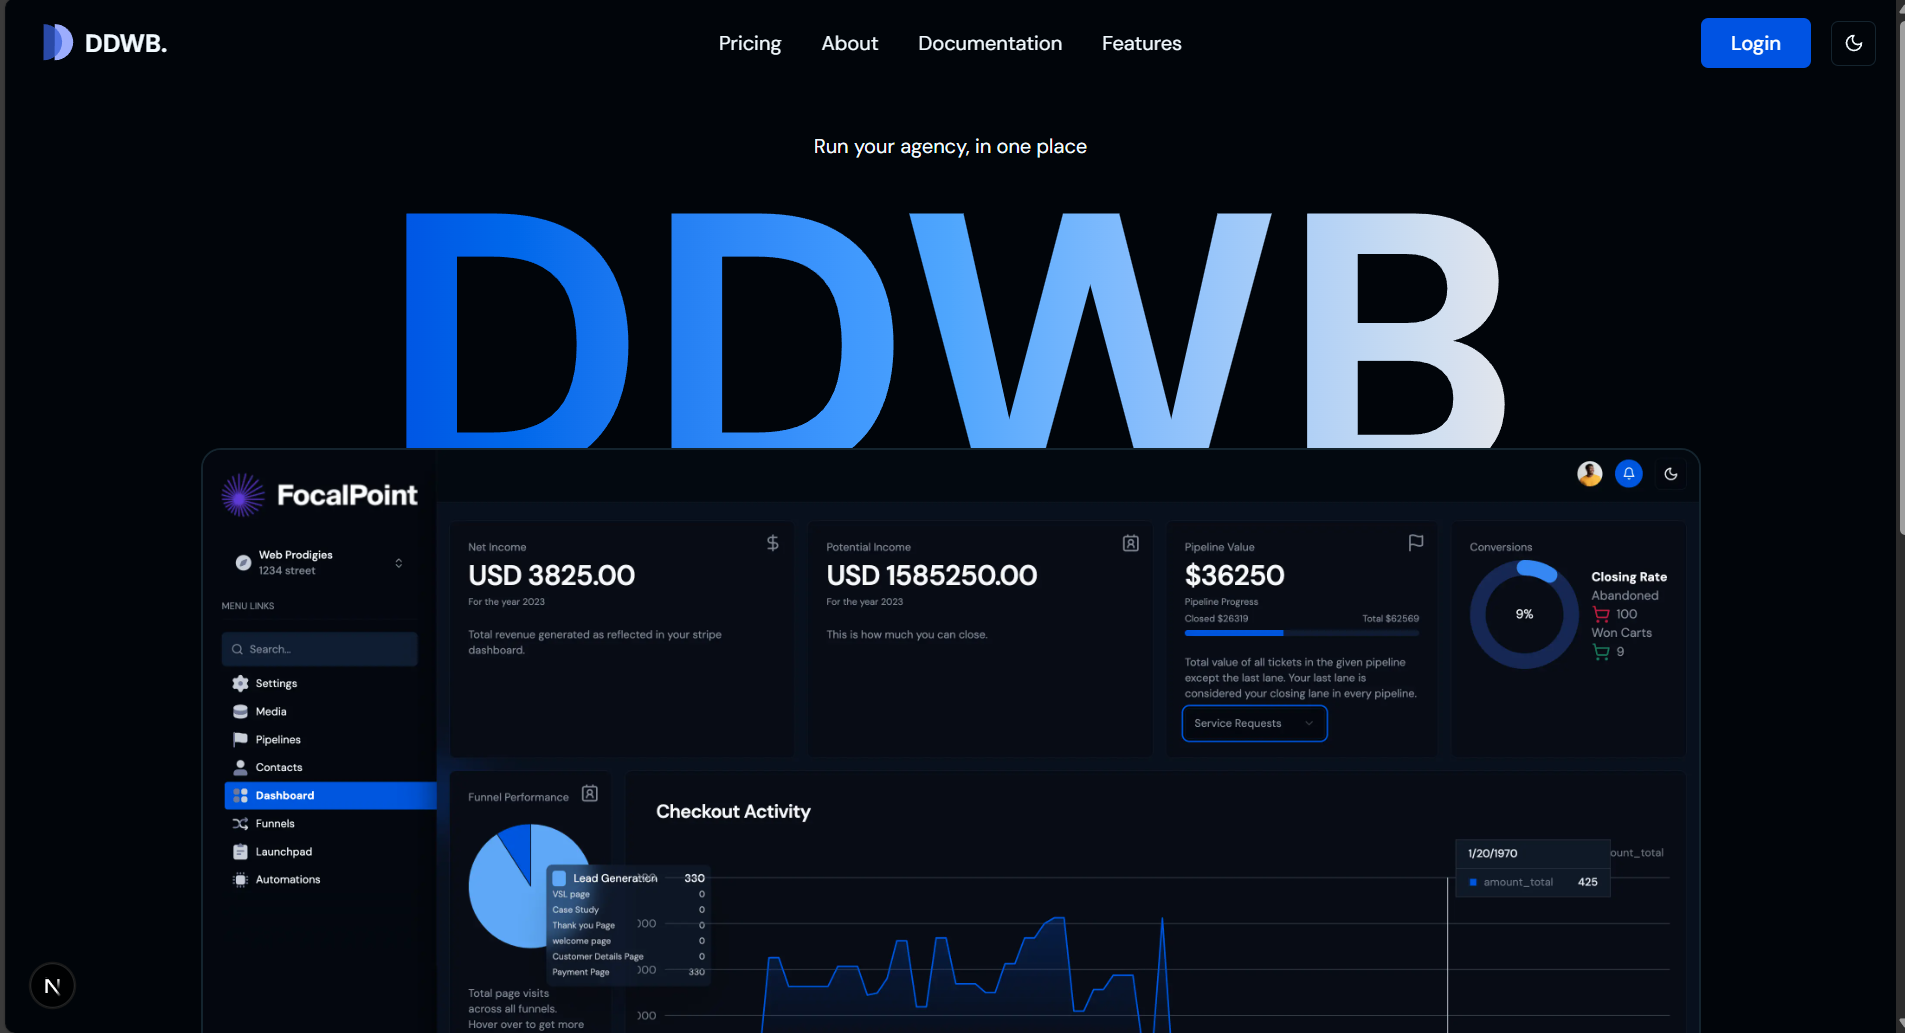 DDWB.
Pricing
About
Documentation
Features
Login
Run your agency, in one place
DDWB
FocalPoint
Web Prodigies
1234 street
MENU LINKS
Search...
Settings
Media
Pipelines
Contacts
Dashboard
Funnels
Launchpad
Automations
Net Income
USD 3825.00
For the year 2023
Total revenue generated as reflected in your stripe
dashboard.
Potential Income
USD 1585250.00
For the year 2023
This is how much you can close.
Pipeline Value
$36250
Pipeline Progress
Closed $26319
Total $62569
Total value of all tickets in the given pipeline
except the last lane. Your last lane is
considered your closing lane in every pipeline.
Service Requests
Conversions
9%
Closing Rate
Abandoned
100
Won Carts
9
Funnel Performance
Lead Generation 330
VSL page 0
Case Study 0
Thank you Page 0
welcome page 0
Customer Details Page 0
Payment Page 330
Total page visits
across all funnels.
Hover over to get more
Checkout Activity
1/20/1970
amount_total 425
ount_total
N